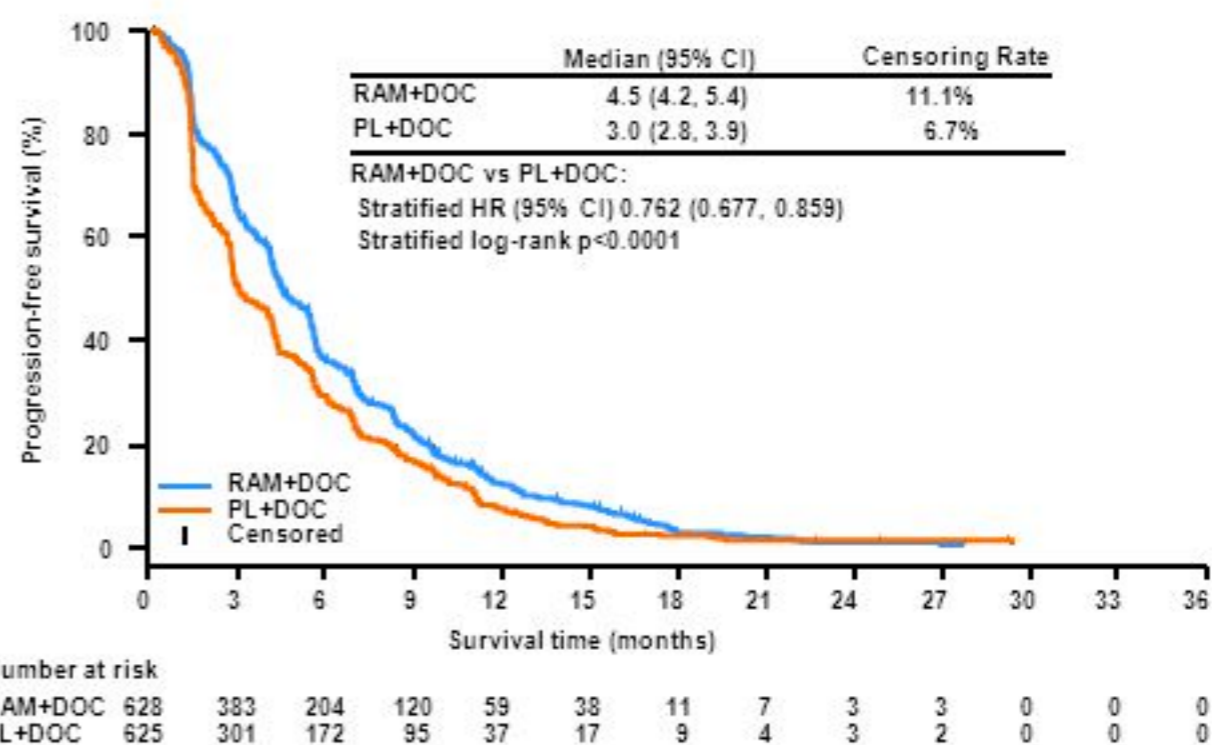 Median (95% CI) Censoring Rate
RAM+DOC 4.5 (4.2, 5.4) 11.1%
PL+DOC 3.0 (2.8, 3.9) 6.7%
RAM+DOC vs PL+DOC:
Stratified HR (95% CI) 0.762 (0.677, 0.859)
Stratified log-rank p<0.0001
Progression-free survival (%)
100
80
60
40
20
0
RAM+DOC
PL+DOC
Censored
0 3 6 9 12 15 18 21 24 27 30 33 36
Survival time (months)
umber at risk
AM+DOC 628 383 204 120 59 38 11 7 3 3 0 0 0
L+DOC 625 301 172 95 37 17 9 4 3 2 0 0 0